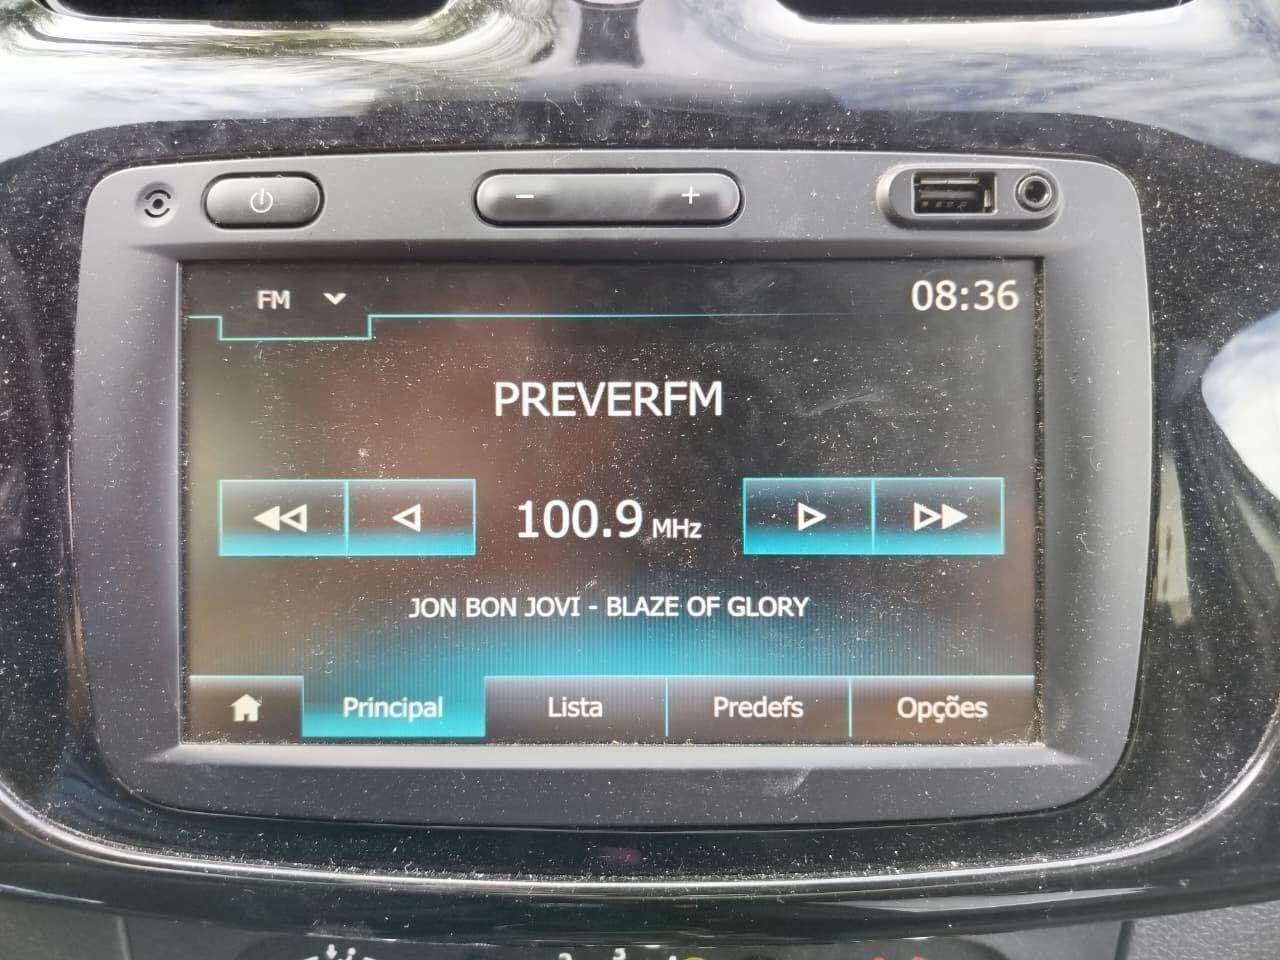 FM
08:36
PREVERFM
100.9 MHz
JON BON JOVI - BLAZE OF GLORY
Principal
Lista
Predefs
Opções